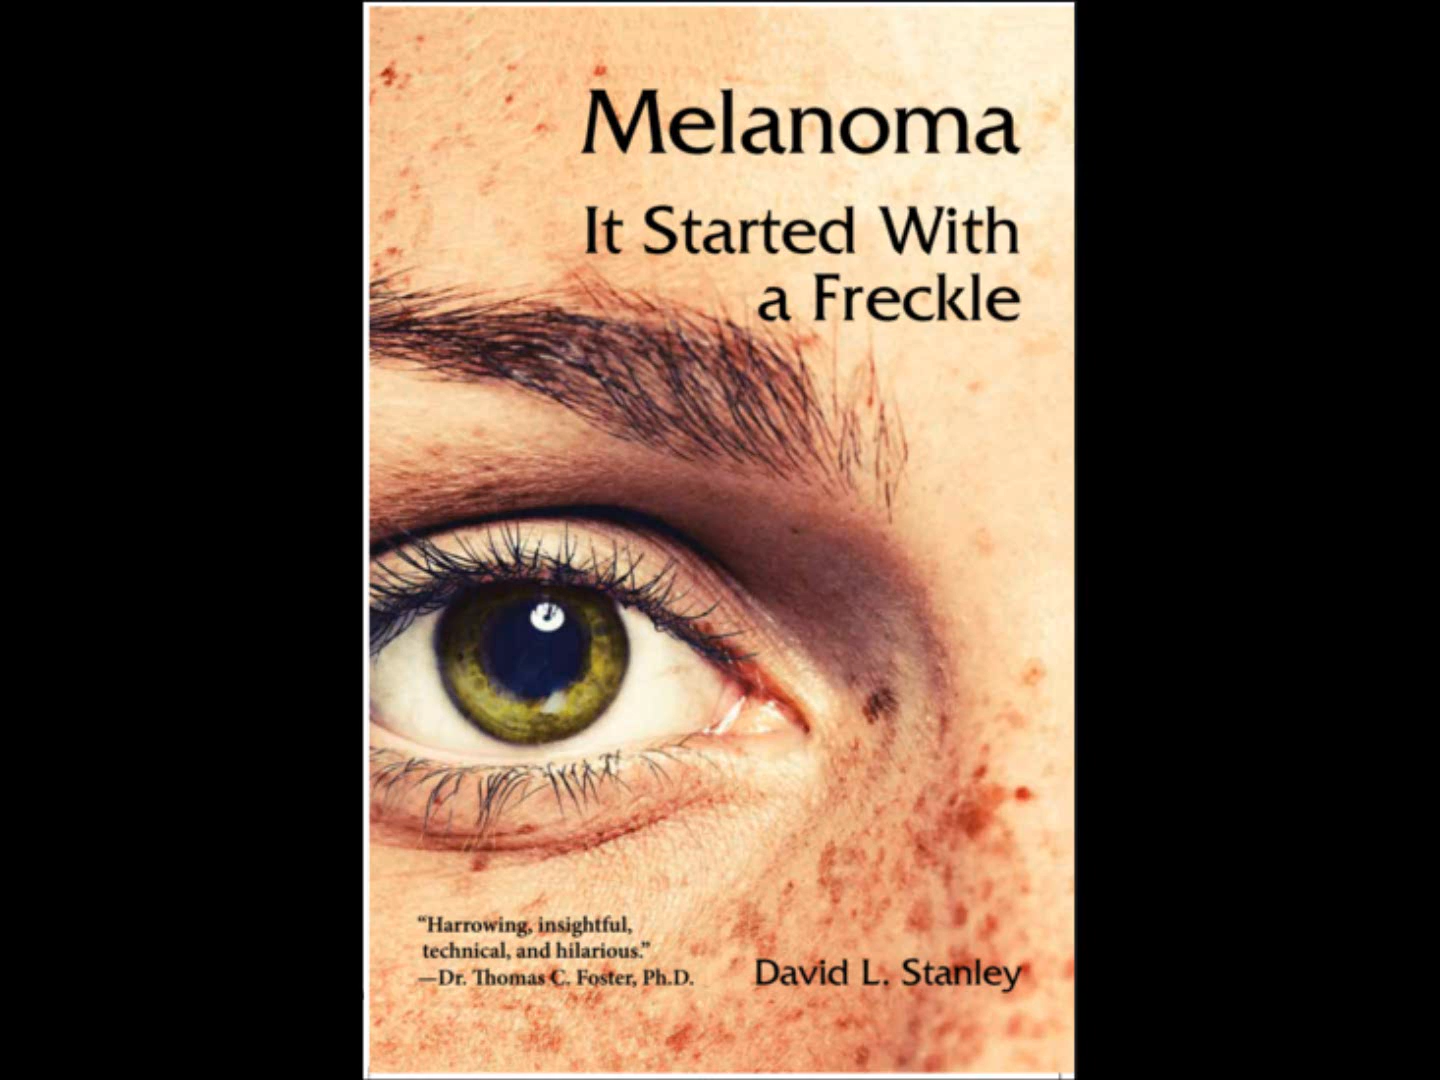 Melanoma
It Started With
a Freckle
“Harrowing, insightful,
technical, and hilarious.”
—Dr. Thomas C. Foster, Ph.D.
David L. Stanley